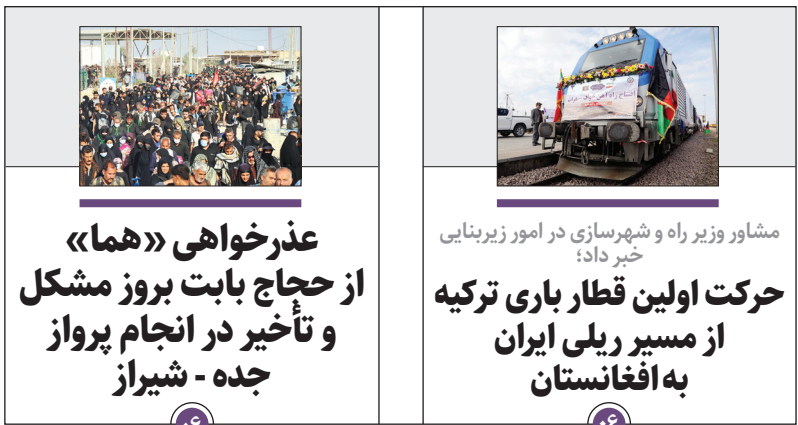 مشاور وزیر راه و شهرسازی در امور زیربنایی
خبر داد؛
حرکت اولین قطار باری ترکیه
از مسیر ریلی ایران
به افغانستان
عذرخواهی «هما»
از حجاج بابت بروز مشکل
و تأخیر در انجام پرواز
جده - شیراز